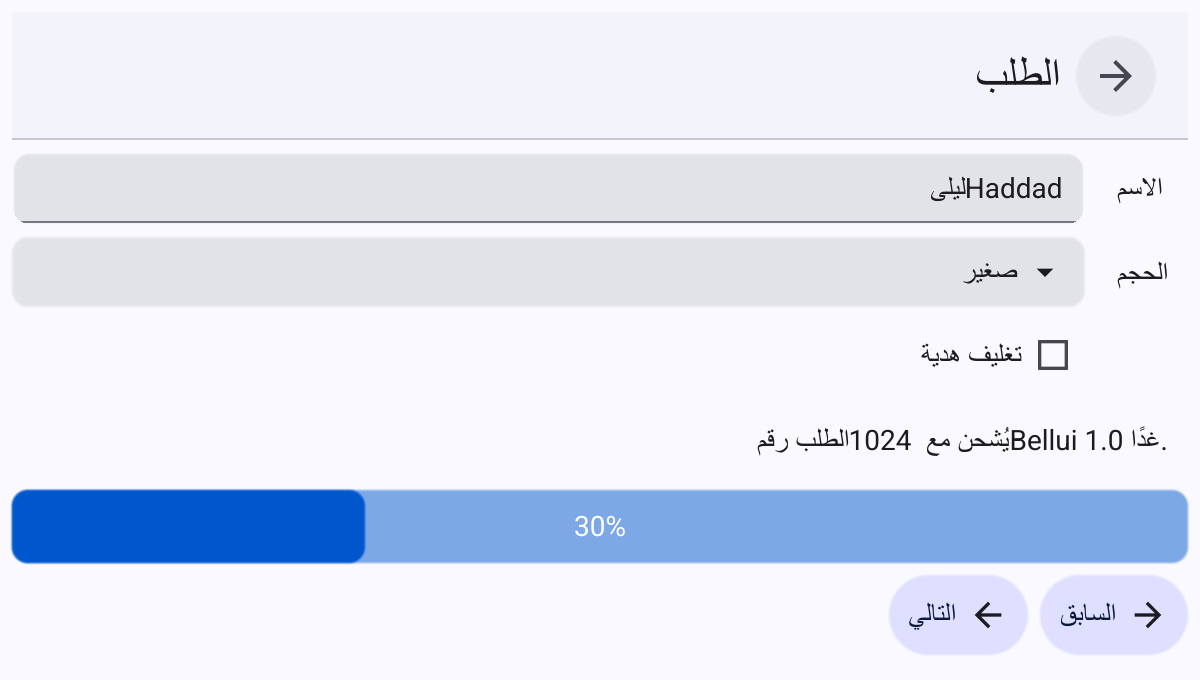 الطلب
الاسم
ليلى Haddad
الحجم
صغير
تغليف هدية
الطلب رقم 1024 يُشحن مع Bellui 1.0 غدًا.
30%
السابق
التالي